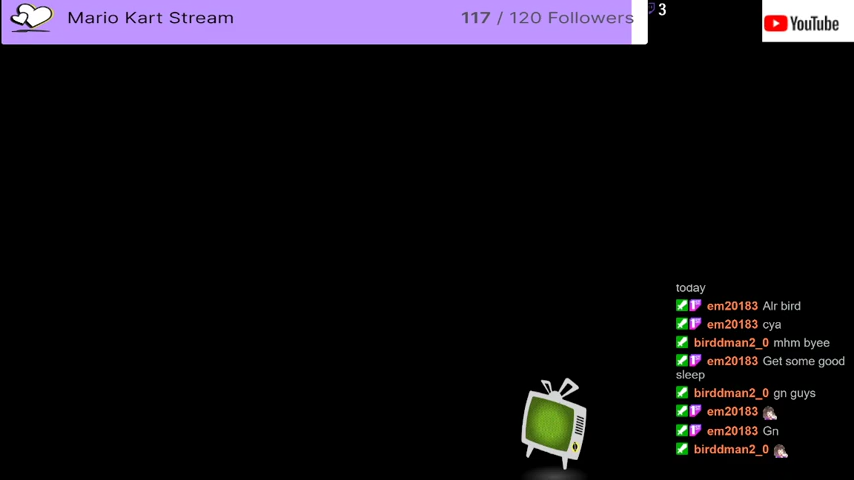 Mario Kart Stream
117 / 120 Followers
3
YouTube
today
em20183 Alr bird
em20183 cya
birddman2_0 mhm byee
em20183 Get some good
sleep
birddman2_0 gn guys
em20183
em20183 Gn
birddman2_0